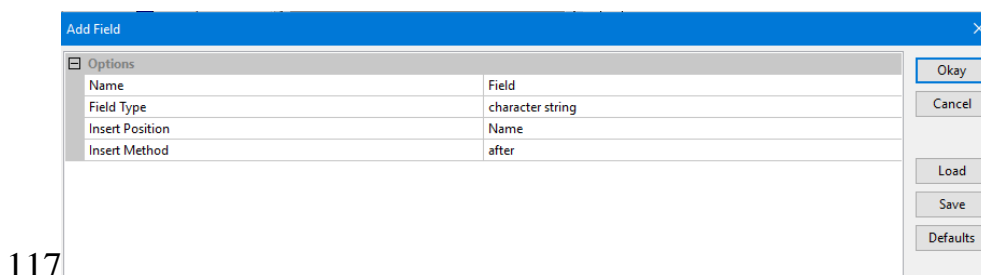 Add Field
Options
Name Field
Field Type character string
Insert Position Name
Insert Method after
Okay
Cancel
Load
Save
Defaults
117